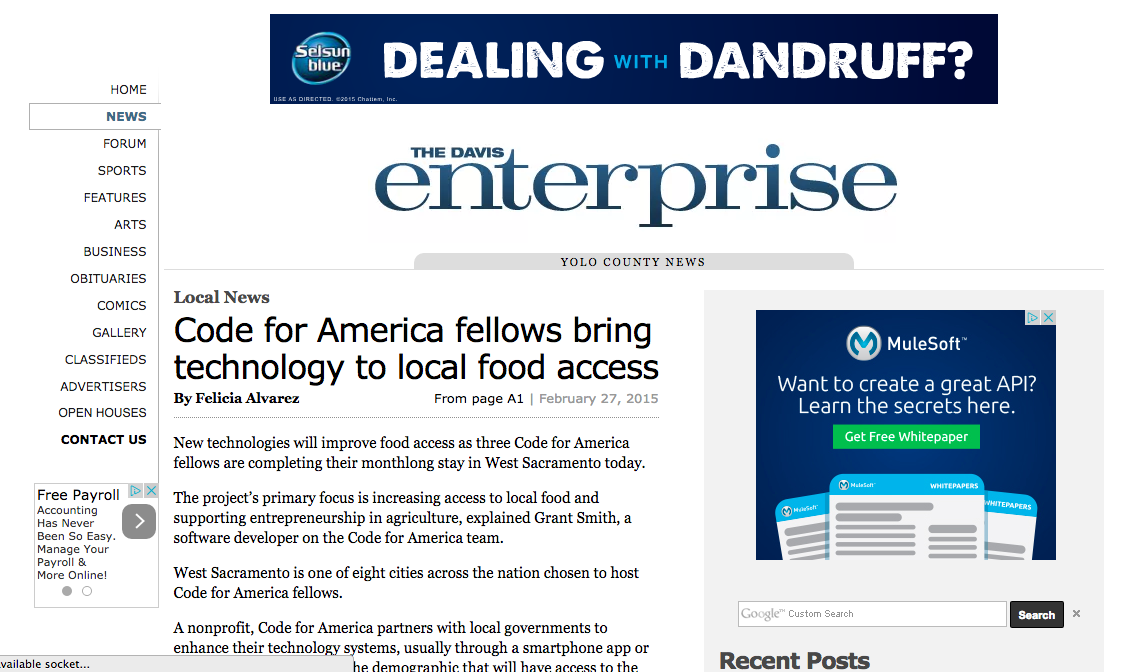 Selsun
blue
DEALING WITH DANDRUFF?
USE AS DIRECTED. ©2015 Chattem, Inc.
HOME
NEWS
FORUM
SPORTS
FEATURES
ARTS
BUSINESS
OBITUARIES
COMICS
GALLERY
CLASSIFIEDS
ADVERTISERS
OPEN HOUSES
CONTACT US
Free Payroll
Accounting
Has Never
Been So Easy.
Manage Your
Payroll &
More Online!
THE DAVIS
enterprise
YOLO COUNTY NEWS
Local News
Code for America fellows bring
technology to local food access
By Felicia Alvarez From page A1 | February 27, 2015
New technologies will improve food access as three Code for America
fellows are completing their monthlong stay in West Sacramento today.
The project's primary focus is increasing access to local food and
supporting entrepreneurship in agriculture, explained Grant Smith, a
software developer on the Code for America team.
West Sacramento is one of eight cities across the nation chosen to host
Code for America fellows.
A nonprofit, Code for America partners with local governments to
enhance their technology systems, usually through a smartphone app or
he demographic that will have access to the
vailable socket...
MuleSoft™
Want to create a great API?
Learn the secrets here.
Get Free Whitepaper
MuleSoft WHITEPAPERS
MuleSoft
WHITEPAPERS
Google™ Custom Search
Search
Recent Posts